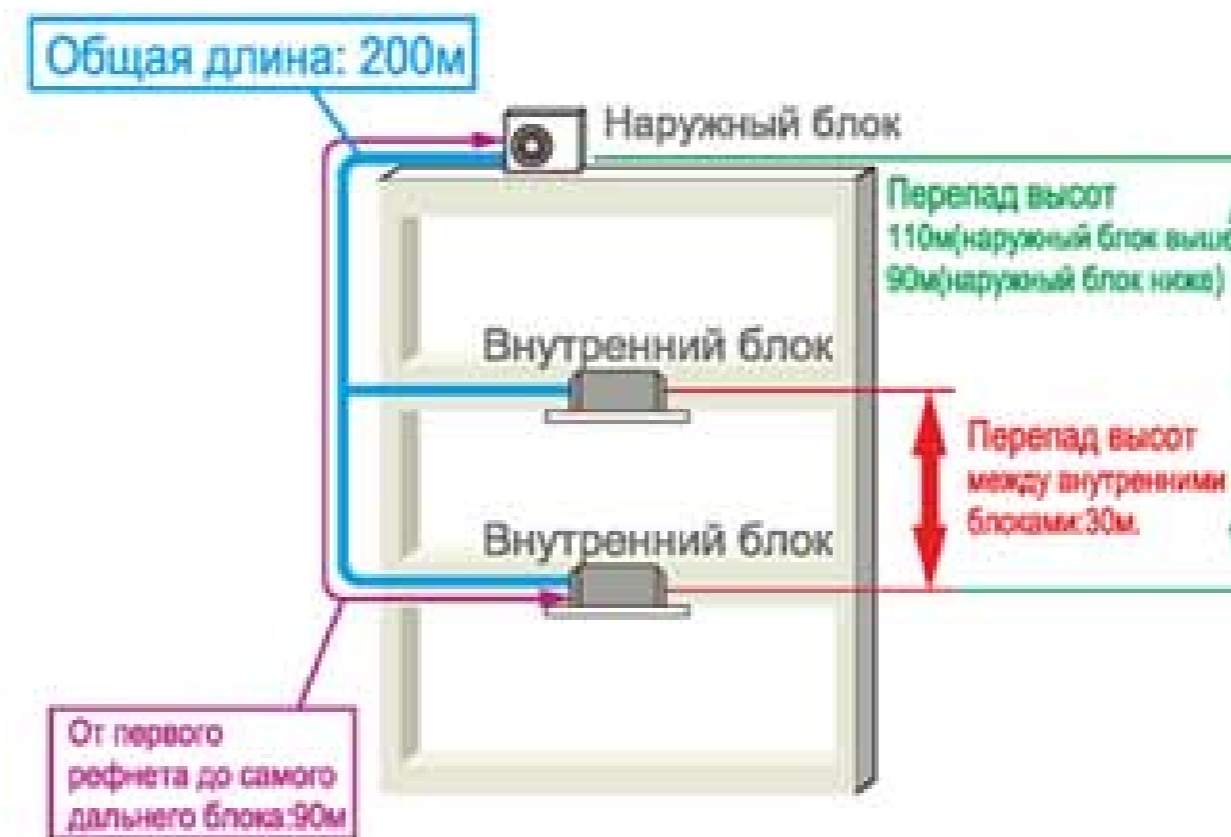 Общая длина: 200м
Наружный блок
Перепад высот
110м(наружный блок выше
90м(наружный блок ниже)
Внутренний блок
Перепад высот
между внутренними
блоками:30м.
Внутренний блок
От первого
рефнета до самого
дальнего блока:90м